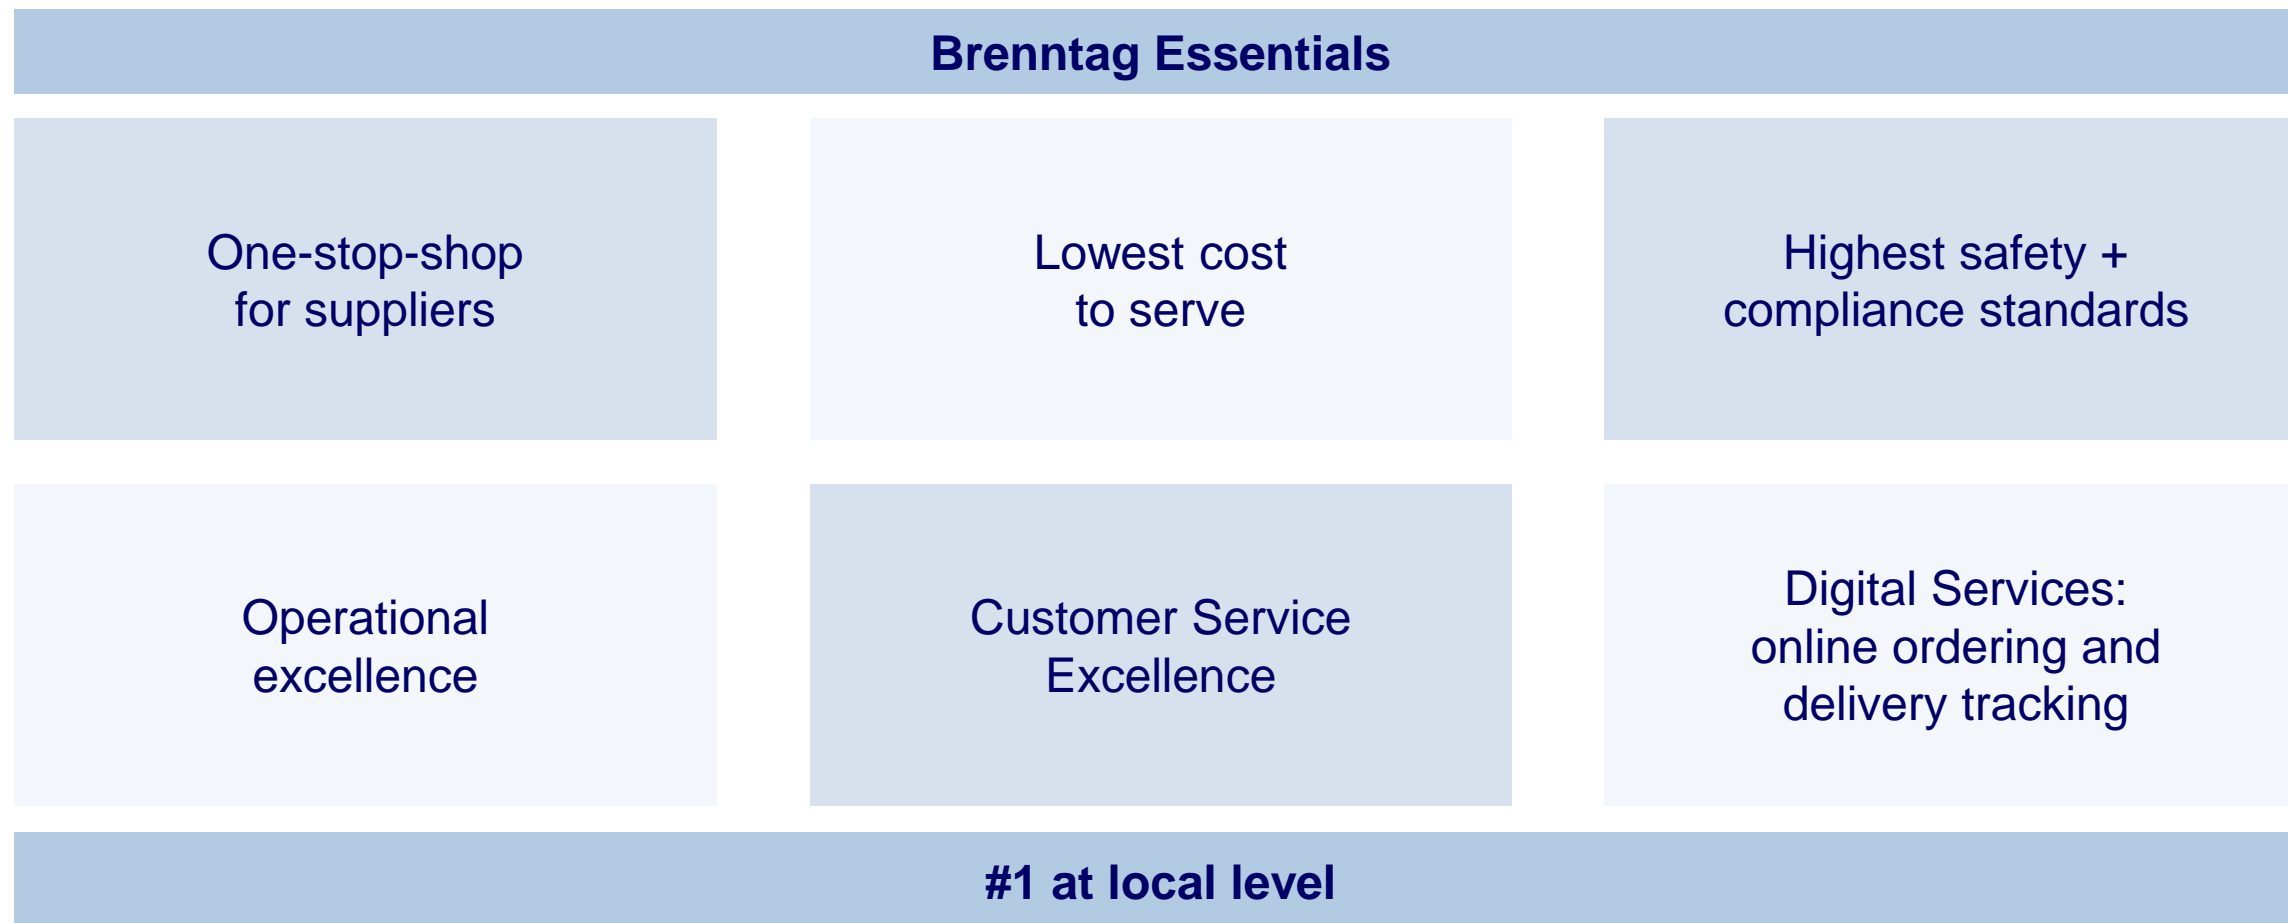 Brenntag Essentials
One-stop-shop
for suppliers
Lowest cost
to serve
Highest safety +
compliance standards
Operational
excellence
Customer Service
Excellence
Digital Services:
online ordering and
delivery tracking
#1 at local level